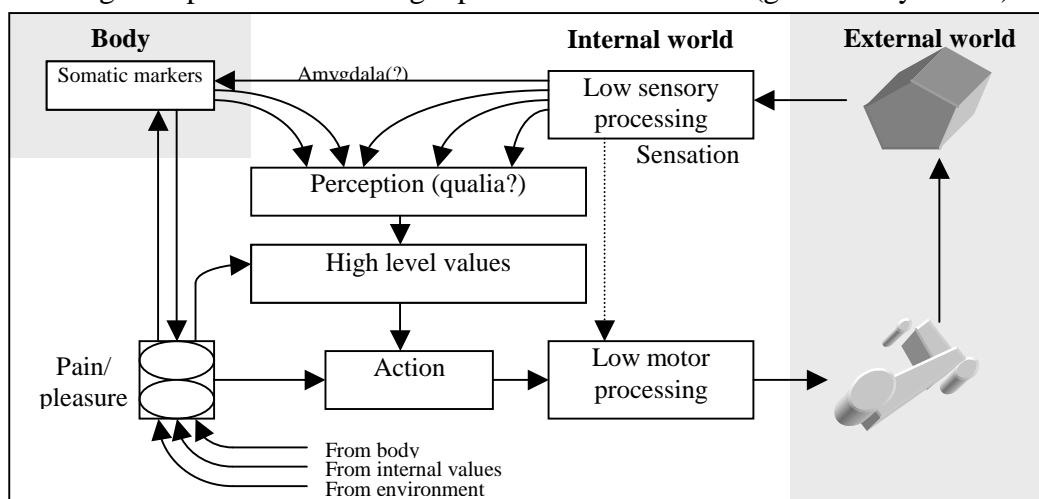 Body
Internal world
External world
Somatic markers
Amygdala(?)
Low sensory
processing
Sensation
Perception (qualia?)
High level values
Pain/
pleasure
Action
Low motor
processing
From body
From internal values
From environment